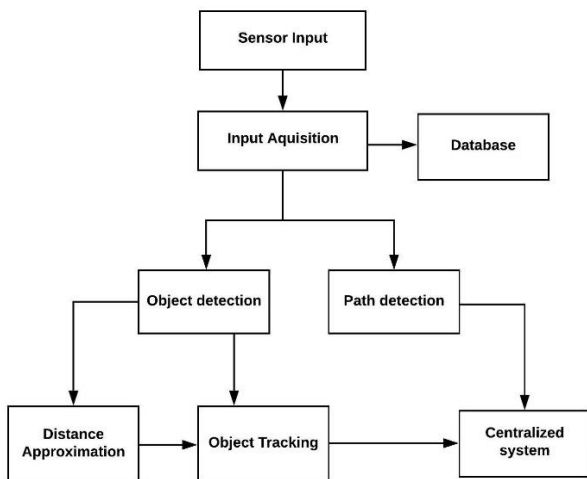 Sensor Input
Input Aquisition
Database
Object detection
Path detection
Distance
Approximation
Object Tracking
Centralized
system